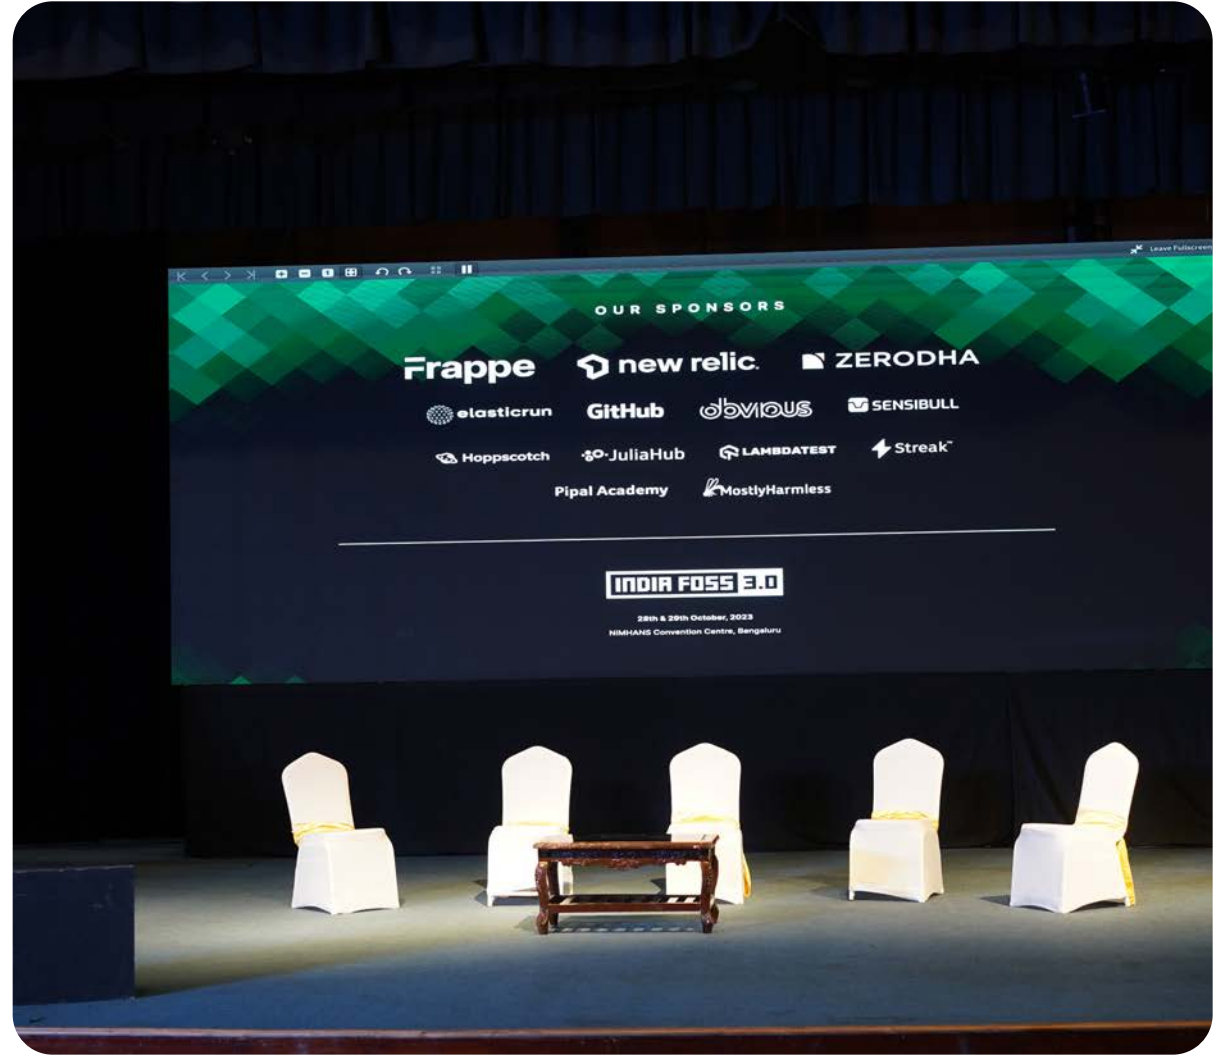 Leave Fullscreen
OUR SPONSORS
Frappe new relic. ZERODHA
elasticrun GitHub obvious SENSIBULL
Hoppscotch JuliaHub LAMBDATEST Streak™
Pipal Academy MostlyHarmless
INDIA FOSS 3.0
28th & 29th October, 2023
NIMHANS Convention Centre, Bengaluru